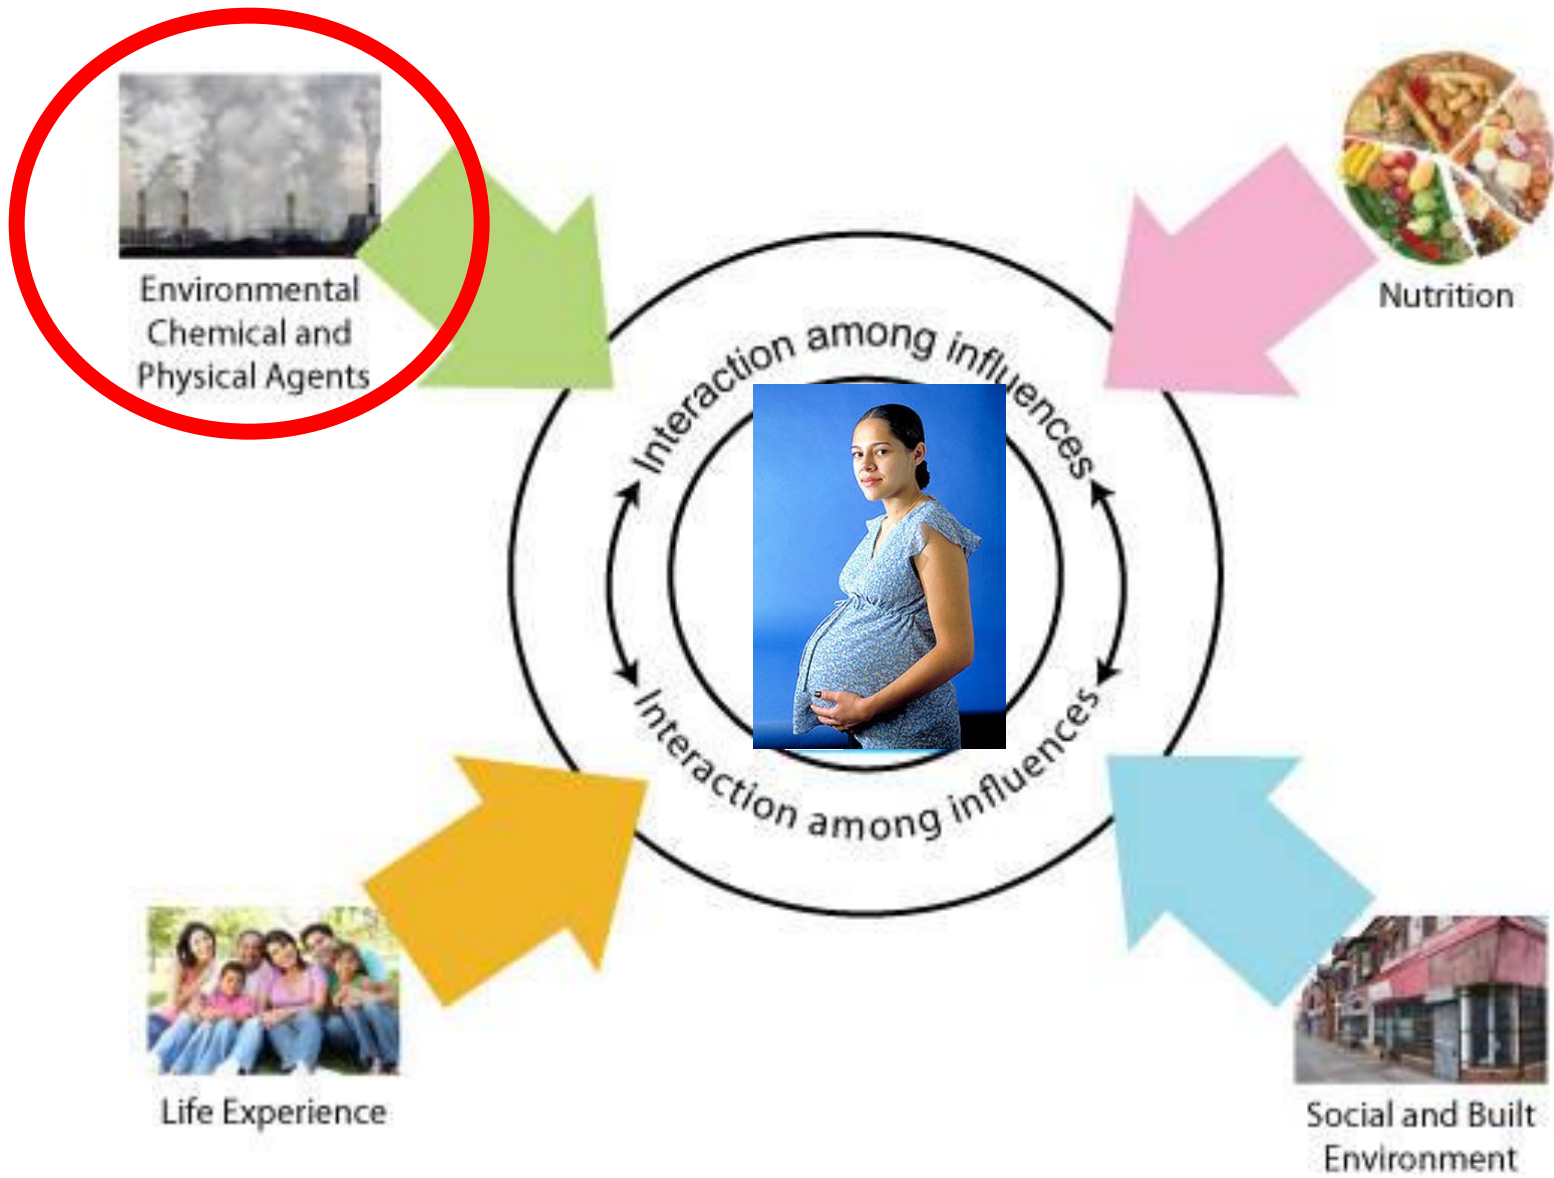 Environmental
Chemical and
Physical Agents
Nutrition
Interaction among influences
Interaction among influences
Life Experience
Social and Built
Environment